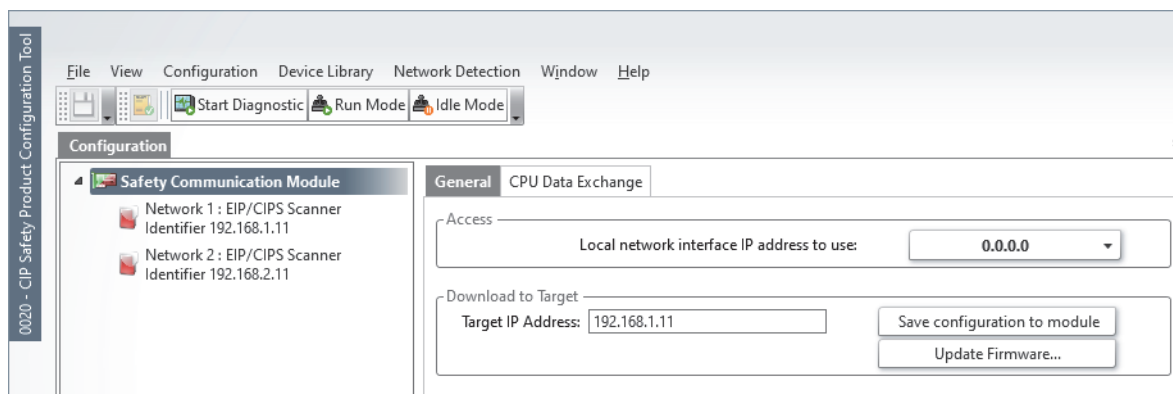 0020 - CIP Safety Product Configuration Tool
File View Configuration Device Library Network Detection Window Help
Start Diagnostic Run Mode Idle Mode
Configuration
Safety Communication Module
Network 1 : EIP/CIPS Scanner
Identifier 192.168.1.11
Network 2 : EIP/CIPS Scanner
Identifier 192.168.2.11
General CPU Data Exchange
Access
Local network interface IP address to use: 0.0.0.0
Download to Target
Target IP Address: 192.168.1.11 Save configuration to module
Update Firmware...